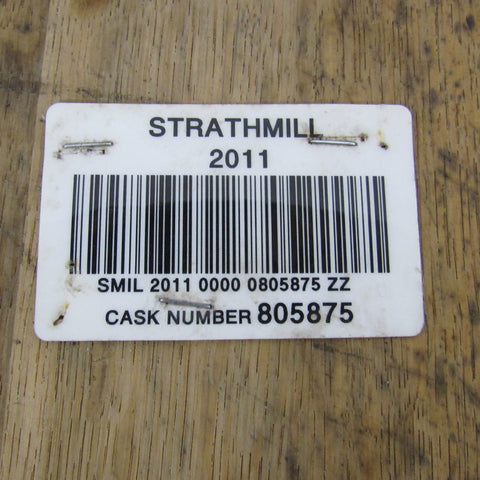 STRATHMILL
2011
SMIL 2011 0000 0805875 ZZ
CASK NUMBER 805875